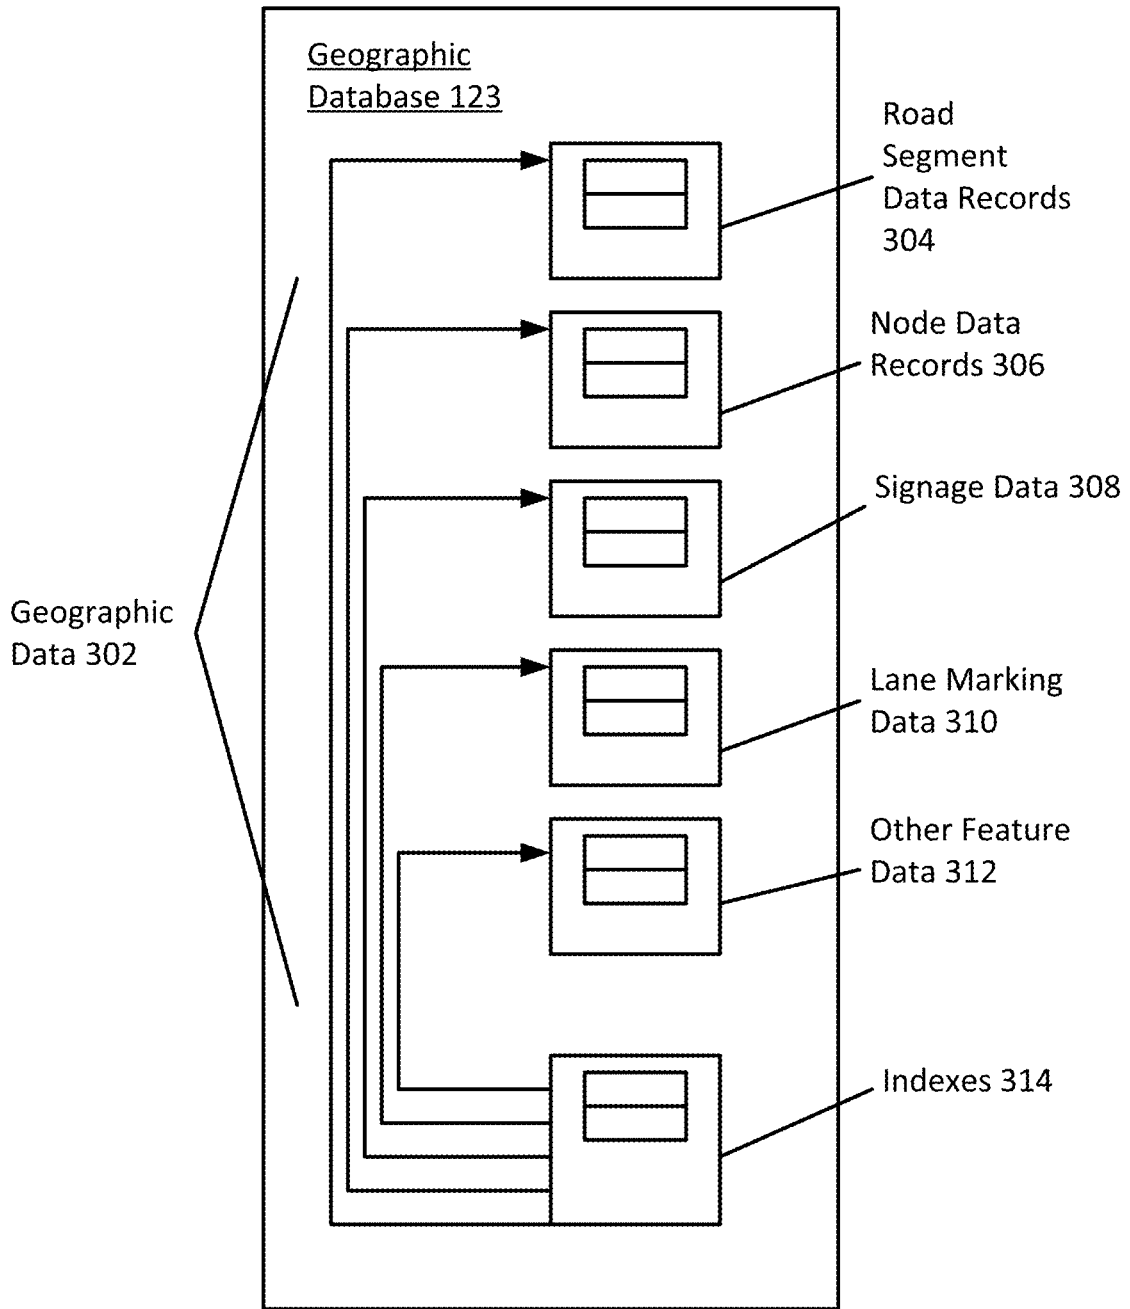 Geographic
Database 123
Road
Segment
Data Records
304
Node Data
Records 306
Signage Data 308
Geographic
Data 302
Lane Marking
Data 310
Other Feature
Data 312
Indexes 314